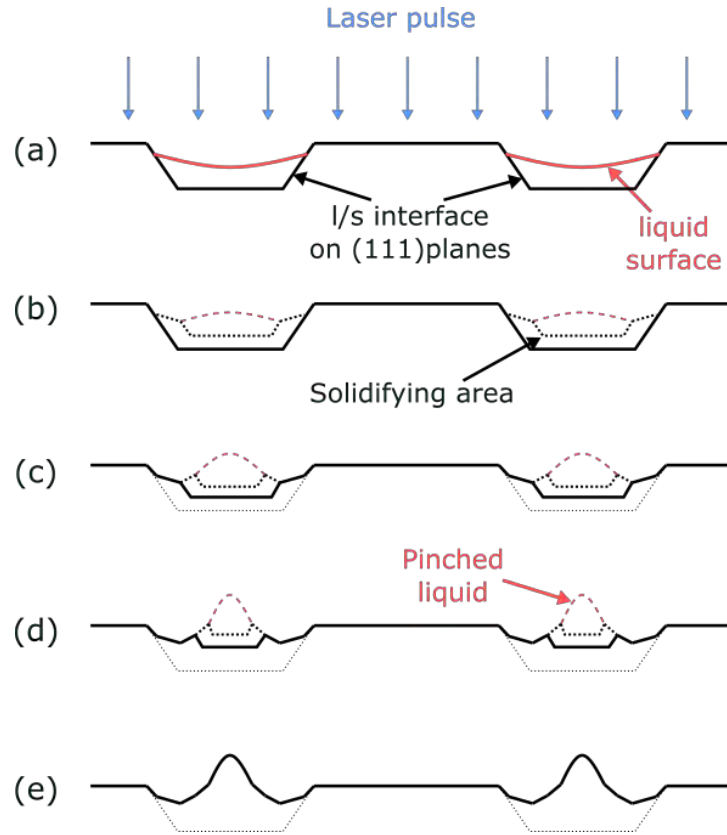 Laser pulse
(a)
l/s interface
on (111)planes
liquid
surface
(b)
Solidifying area
(c)
Pinched
liquid
(d)
(e)